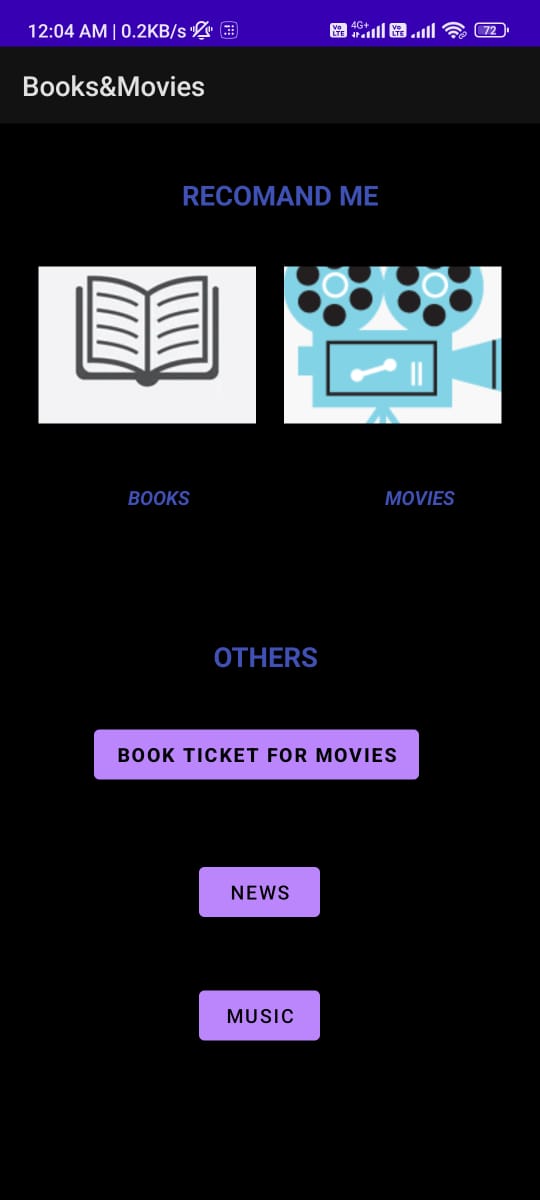 12:04 AM | 0.2KB/s Vo LTE 4G+ Vo LTE 72
Books&Movies
RECOMAND ME
BOOKS MOVIES
OTHERS
BOOK TICKET FOR MOVIES
NEWS
MUSIC